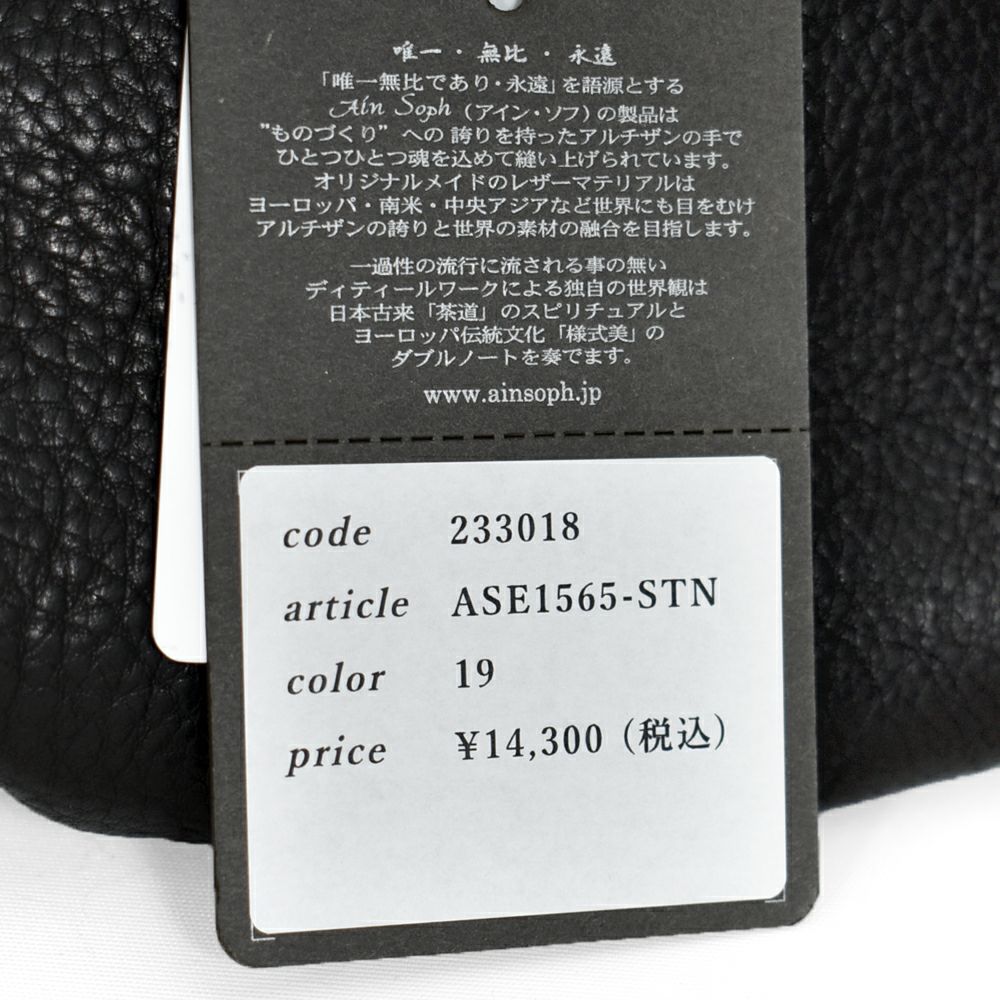 唯一・無比・永遠
「唯一無比であり・永遠」を語源とする
Ain Soph（アイン・ソフ）の製品は
"ものづくり" への 誇りを持ったアルチザンの手で
ひとつひとつ魂を込めて縫い上げられています。
オリジナルメイドのレザーマテリアルは
ヨーロッパ・南米・中央アジアなど世界にも目をむけ
アルチザンの誇りと世界の素材の融合を目指します。
一過性の流行に流される事の無い
ディティールワークによる独自の世界観は
日本古来「茶道」のスピリチュアルと
ヨーロッパ伝統文化「様式美」の
ダブルノートを奏でます。
www.ainsoph.jp
code 233018
article ASE1565-STN
color 19
price ¥14,300（税込）